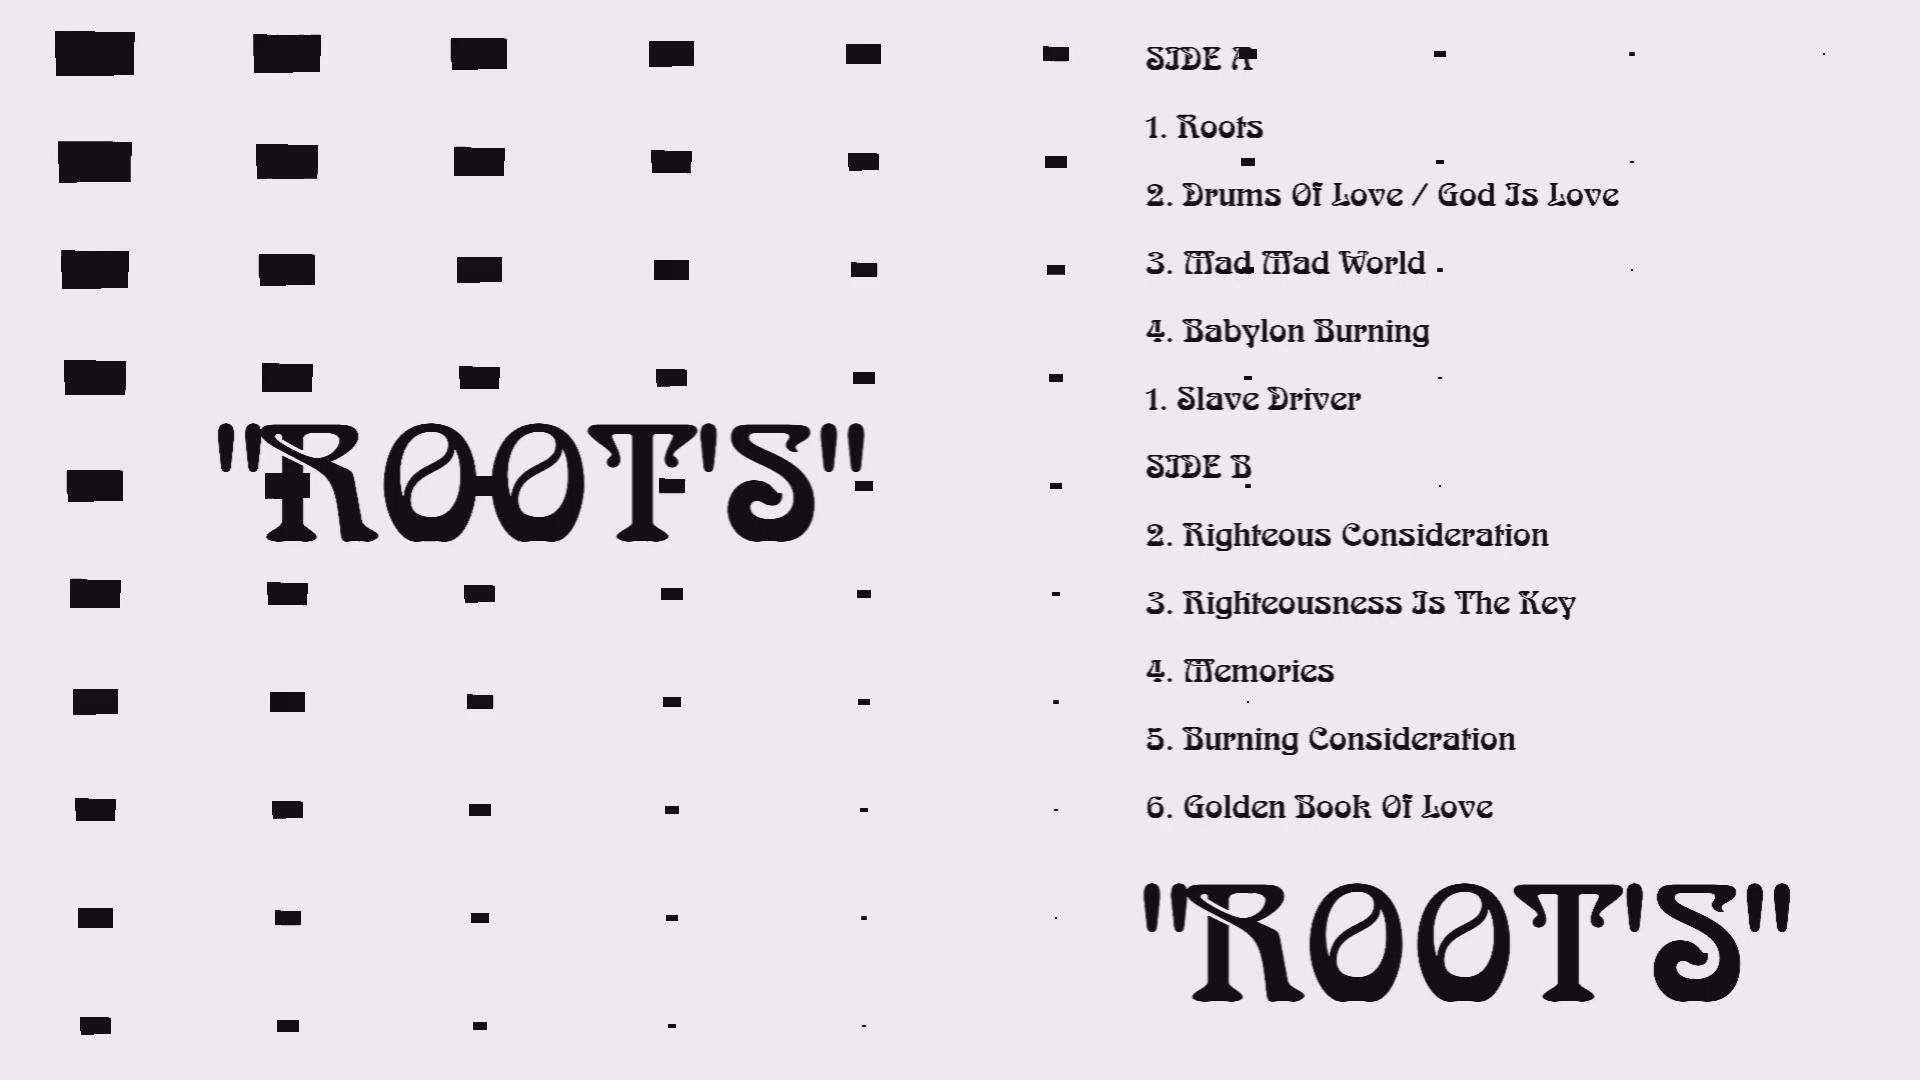 "ROOT'S"
SIDE A
1. Roots
2. Drums Of Love / God Is Love
3. Mad Mad World
4. Babylon Burning
1. Slave Driver
SIDE B
2. Righteous Consideration
3. Righteousness Is The Key
4. Memories
5. Burning Consideration
6. Golden Book Of Love
"ROOT'S"